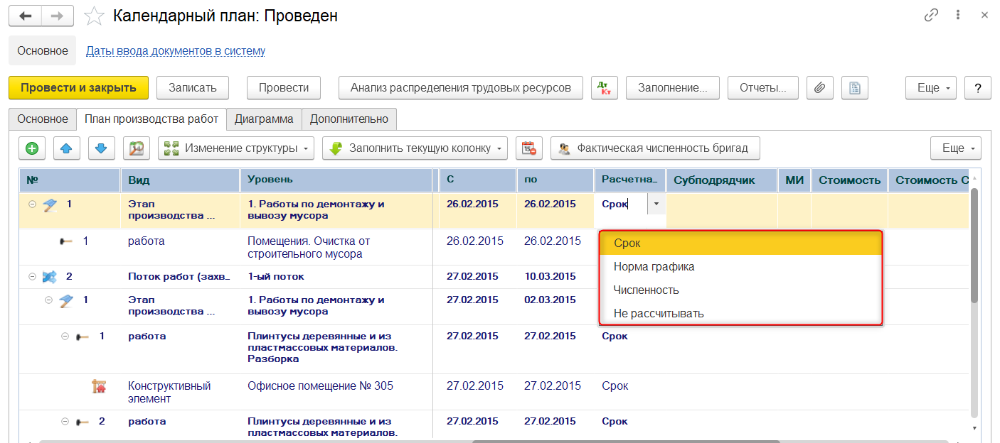 Календарный план: Проведен
Основное Даты ввода документов в систему
Провести и закрыть Записать Провести Анализ распределения трудовых ресурсов Дт Кт Заполнение... Отчеты... Еще ?
Основное План производства работ Диаграмма Дополнительно
Изменение структуры Заполнить текущую колонку 15 Фактическая численность бригад Еще
№ Вид Уровень С по Расчетна... Субподрядчик МИ Стоимость Стоимость С
1 Этап 1. Работы по демонтажу и 26.02.2015 26.02.2015 Срок
производства ... вывозу мусора
1 работа Помещения. Очистка от 26.02.2015 26.02.2015
строительного мусора
Срок
Норма графика
Численность
Не рассчитывать
2 Поток работ (захв... 1-ый поток 27.02.2015 10.03.2015
1 Этап 1. Работы по демонтажу и 27.02.2015 02.03.2015
производства ... вывозу мусора
1 работа Плинтусы деревянные и из 27.02.2015 27.02.2015 Срок
пластмассовых материалов.
Разборка
Конструктивный Офисное помещение № 305 27.02.2015 27.02.2015 Срок
элемент
2 работа Плинтусы деревянные и из 27.02.2015 27.02.2015 Срок
пластмассовых материалов.